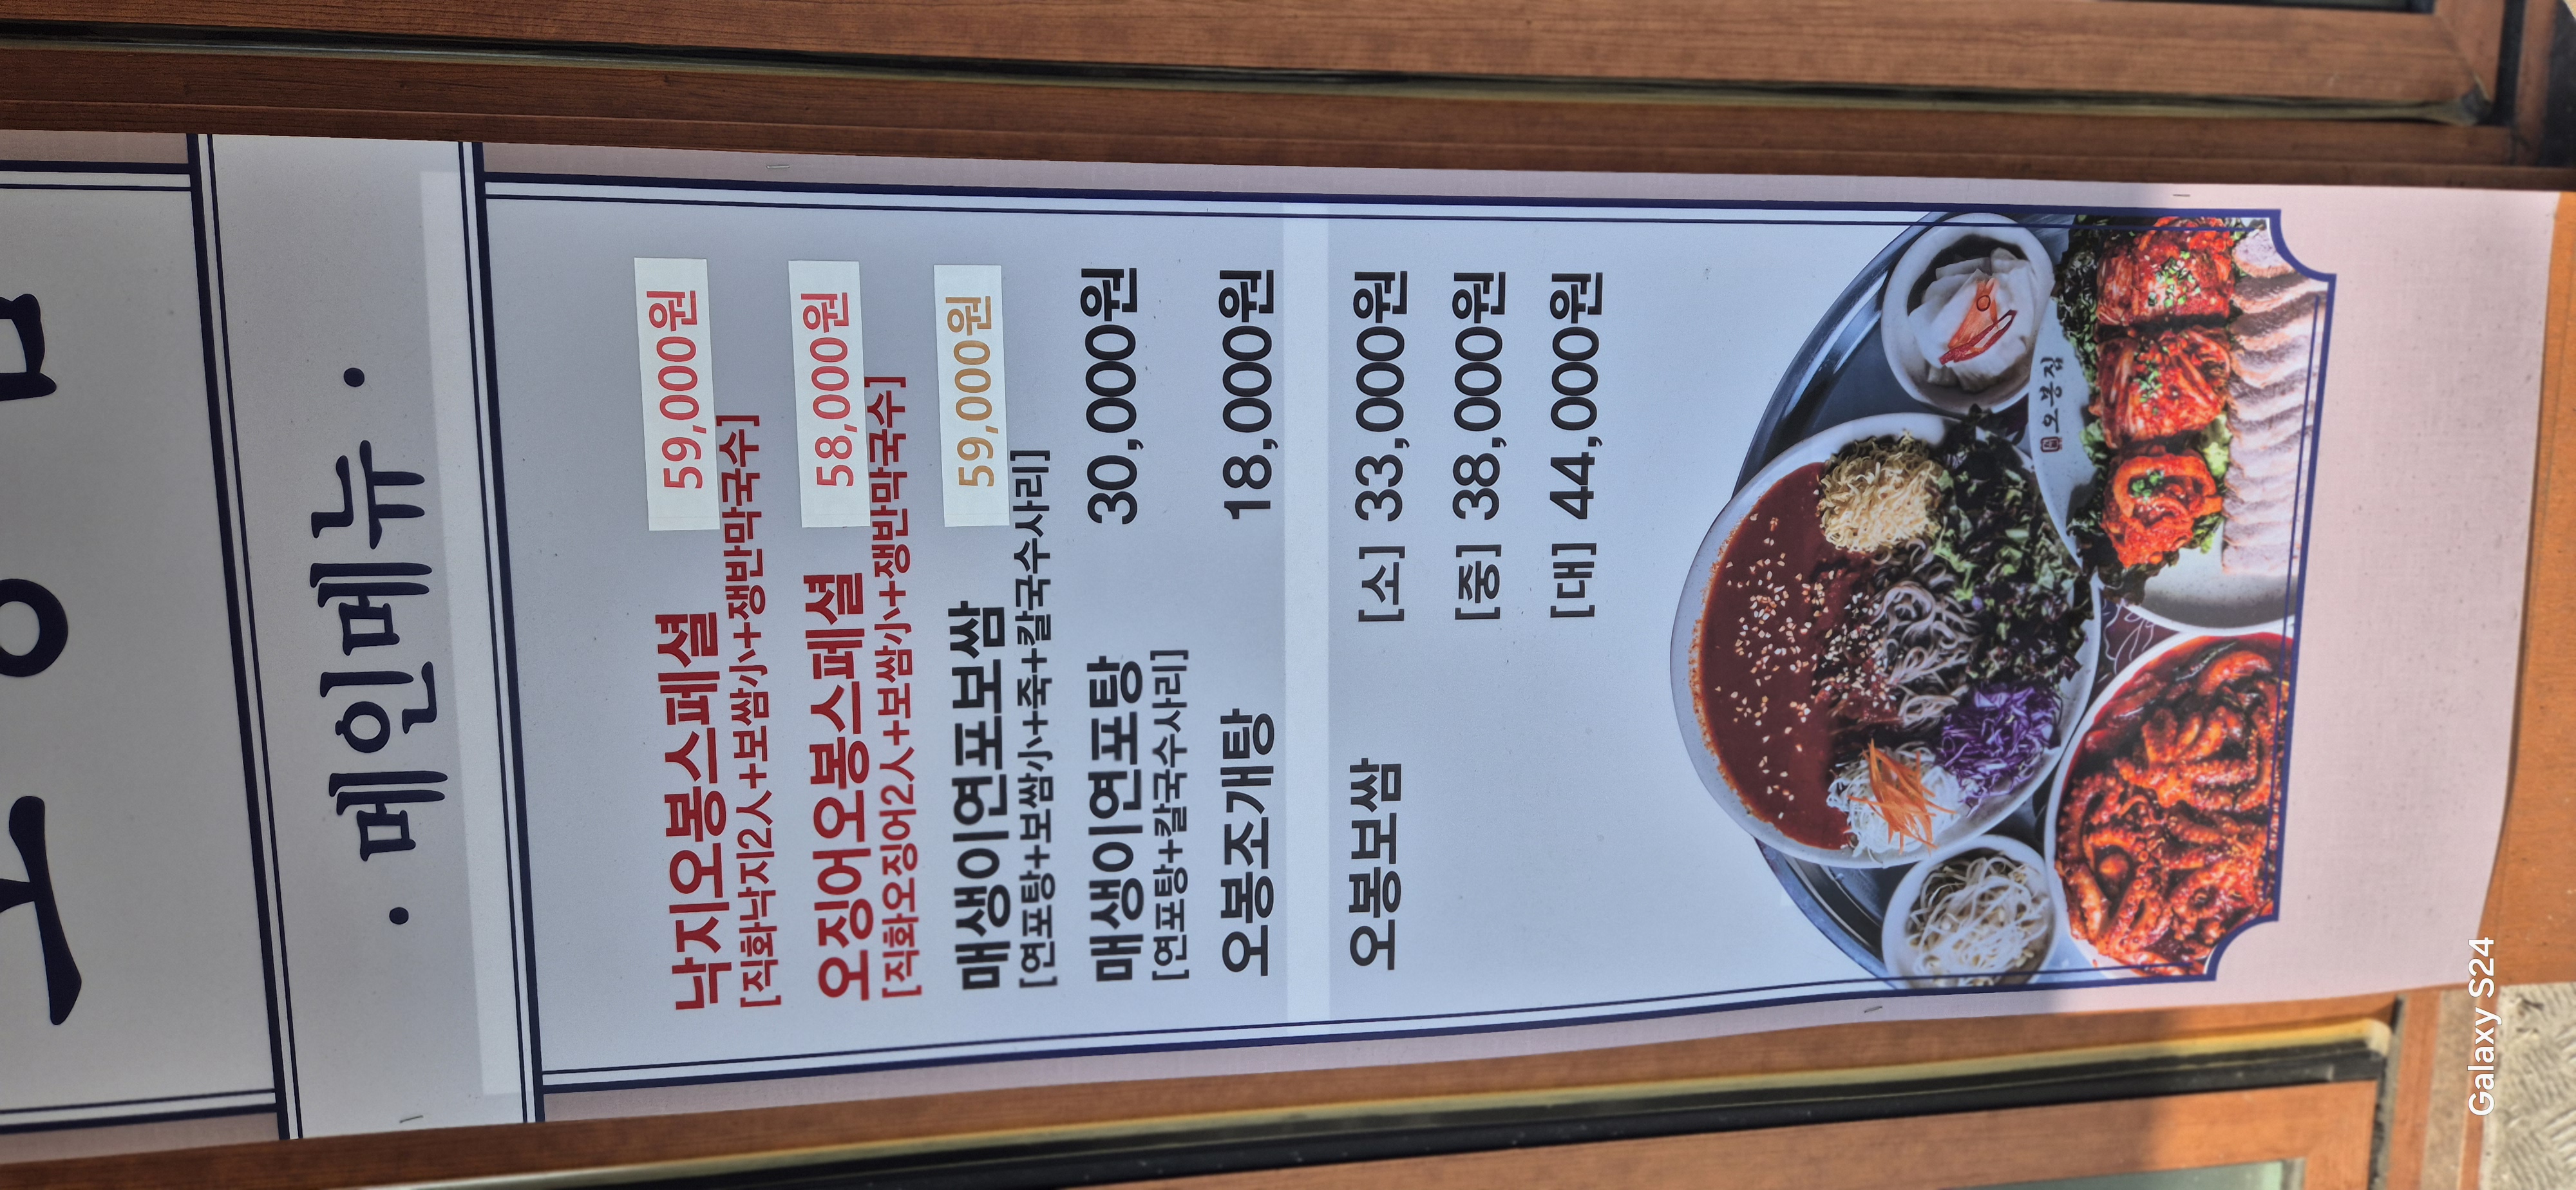 · 메인메뉴 ·
낙지오봉스페셜 59,000원
[직화낙지2人+보쌈小+쟁반막국수]
오징어오봉스페셜 58,000원
[직화오징어2人+보쌈小+쟁반막국수]
매생이연포보쌈 59,000원
[연포탕+보쌈小+죽+칼국수사리]
매생이연포탕 30,000원
[연포탕+칼국수사리]
오봉조개탕 18,000원
오봉보쌈 [소] 33,000원
[중] 38,000원
[대] 44,000원
오봉집
Galaxy S24